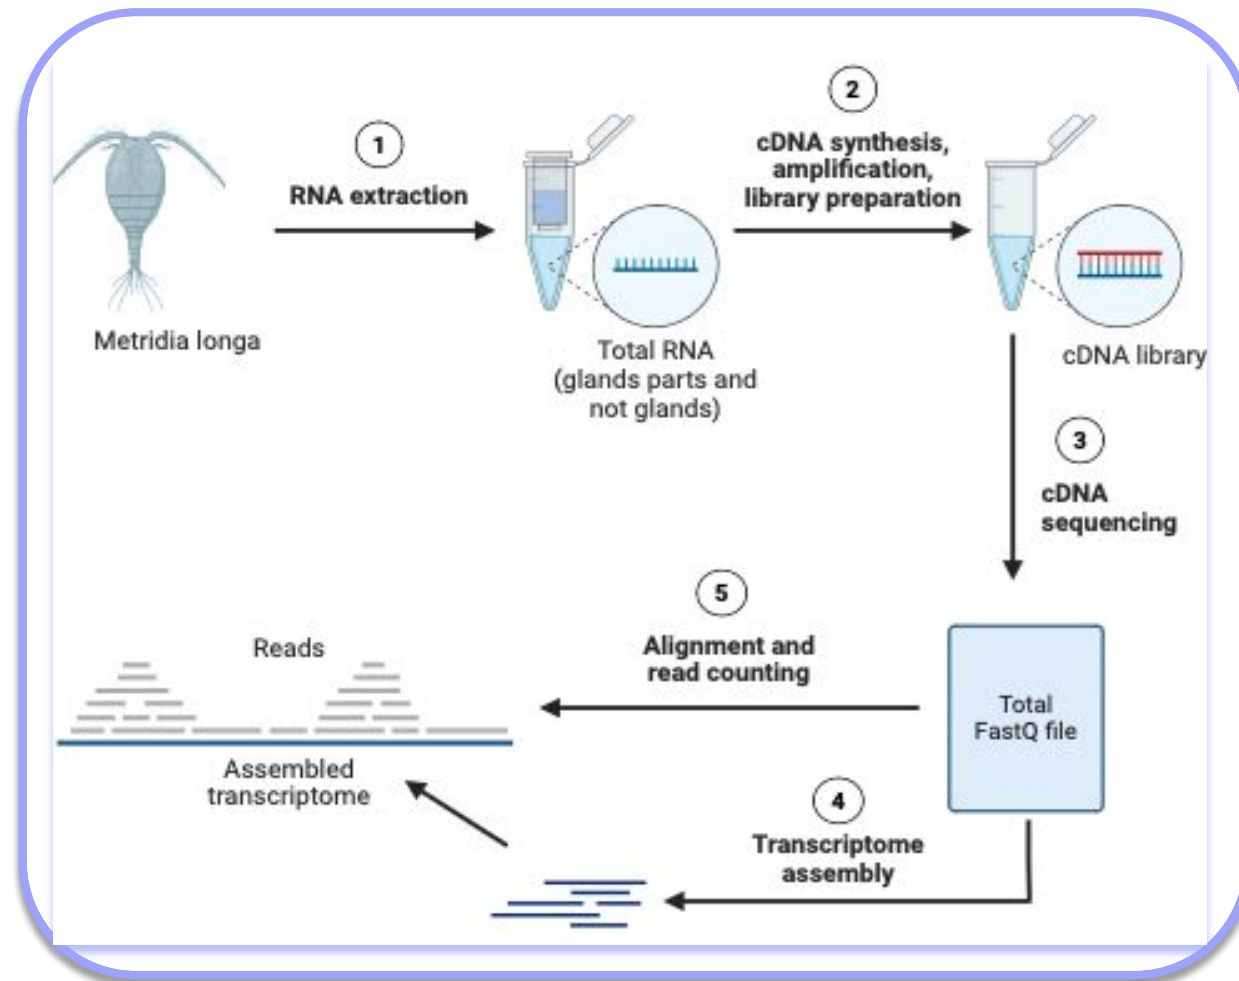 1
RNA extraction
Metridia longa
Total RNA
(glands parts and
not glands)
2
cDNA synthesis,
amplification,
library preparation
cDNA library
3
cDNA
sequencing
Total
FastQ file
4
Transcriptome
assembly
5
Alignment and
read counting
Reads
Assembled
transcriptome